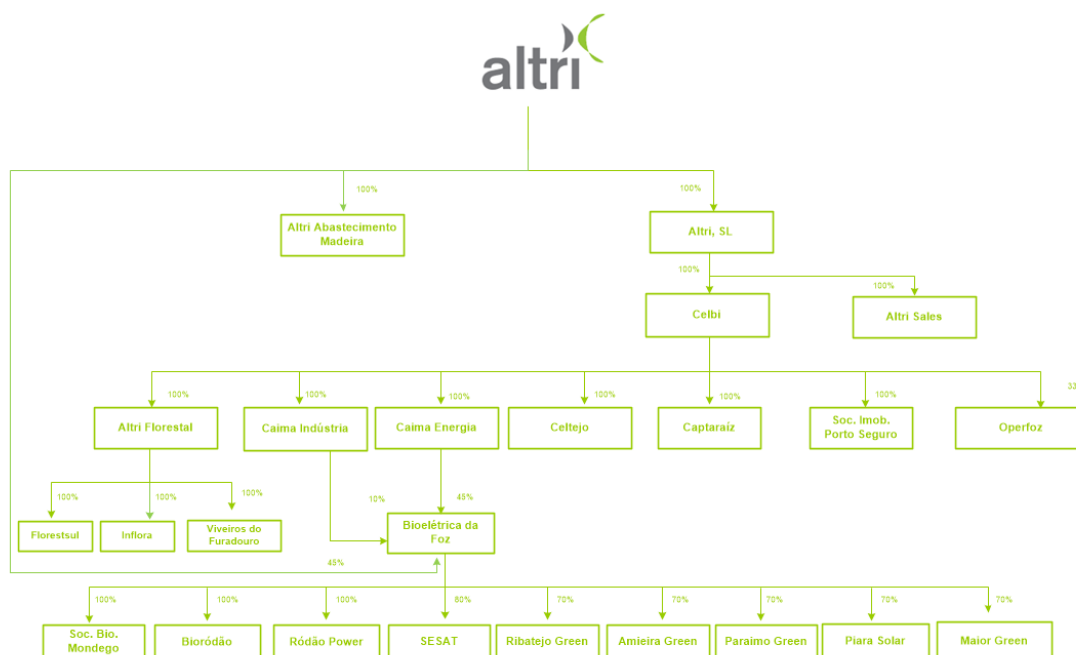 altri
100%
100%
Altri Abastecimento
Madeira
Altri, SL
100%
100%
Celbi
Altri Sales
100%
100%
100%
100%
100%
100%
Altri Florestal
Caima Indústria
Caima Energia
Celtejo
Captaraíz
Soc. Imob.
Porto Seguro
Operfoz
100%
100%
100%
10%
45%
Florestsul
Inflora
Viveiros do
Furadouro
Bioelétrica da
Foz
45%
100%
100%
100%
80%
70%
70%
70%
70%
70%
Soc. Bio.
Mondego
Bioródão
Ródão Power
SESAT
Ribatejo Green
Amieira Green
Paraimo Green
Piara Solar
Maior Green